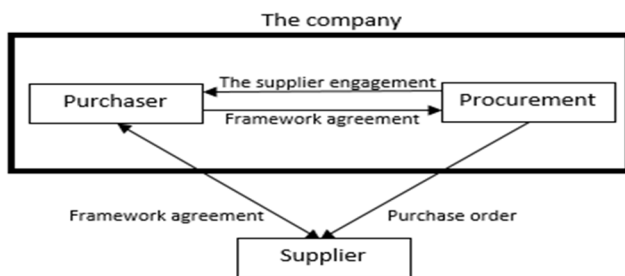 The company
The supplier engagement
Purchaser
Procurement
Framework agreement
Framework agreement
Purchase order
Supplier